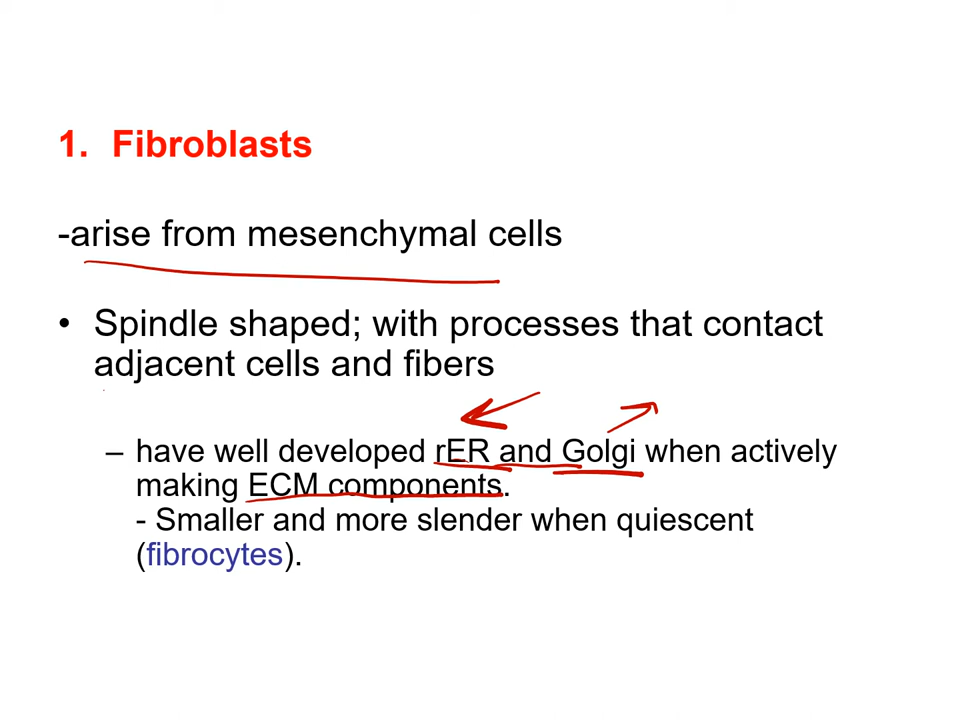 1. Fibroblasts
-arise from mesenchymal cells
• Spindle shaped; with processes that contact
adjacent cells and fibers
– have well developed rER and Golgi when actively
making ECM components.
- Smaller and more slender when quiescent
(fibrocytes).